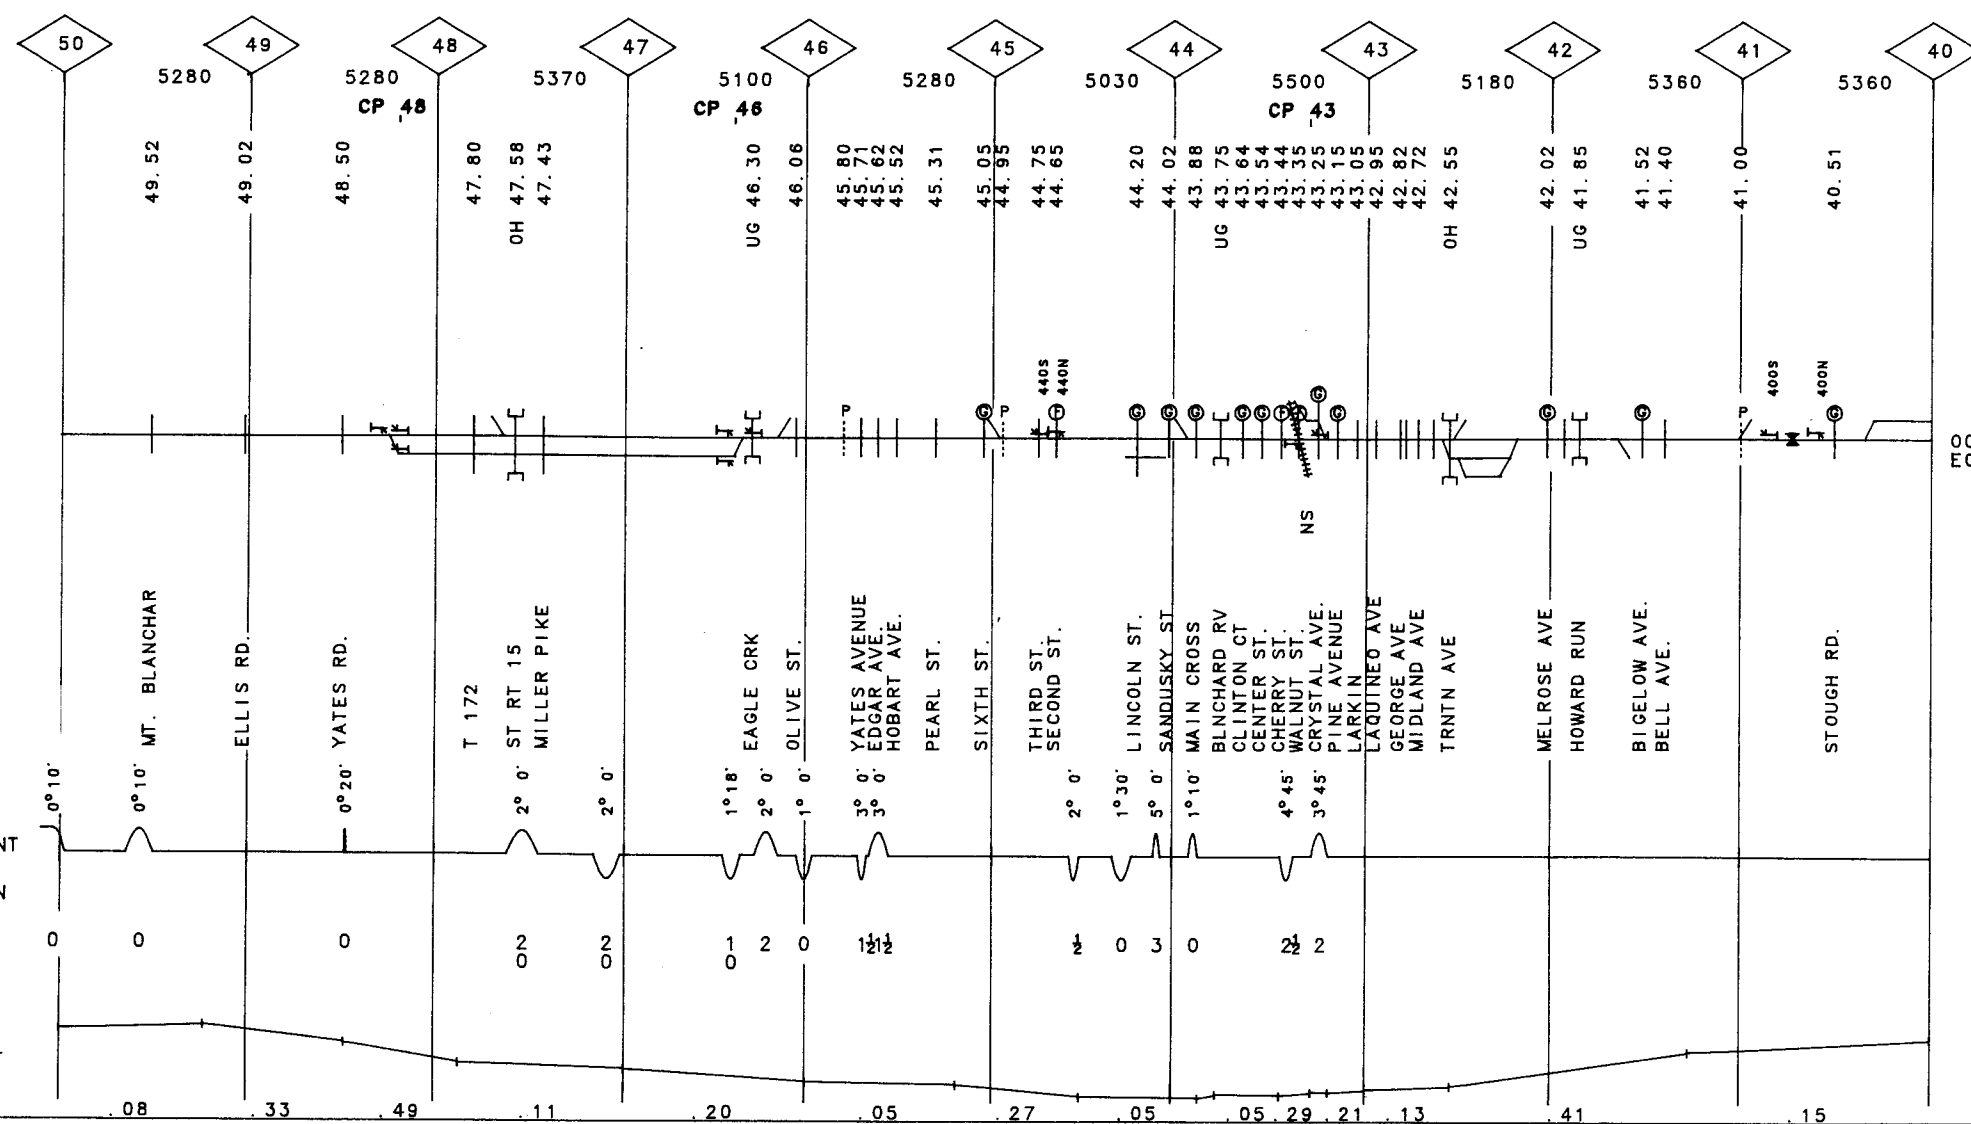 50 49 48 47 46 45 44 43 42 41 40
5280 5280 5370 5100 5280 5030 5500 5180 5360 5360
CP 48 CP 46 CP 43
49.52
49.02
48.50
47.80
OH 47.58
47.43
UG 46.30
46.06
45.80
45.71
45.62
45.52
45.31
45.05
44.95
44.75
44.65
44.20
44.02
43.88
UG 43.75
43.64
43.54
43.44
43.35
43.25
43.15
43.05
42.95
42.82
42.72
OH 42.55
42.02
UG 41.85
41.52
41.40
41.00
40.51
440S
440N
400S
400N
P G P F G G G G G F G G G G P G
NS
MT. BLANCHAR
ELLIS RD.
YATES RD.
T 172
ST RT 15
MILLER PIKE
EAGLE CRK
OLIVE ST.
YATES AVENUE
EDGAR AVE.
HOBART AVE.
PEARL ST.
SIXTH ST.
THIRD ST.
SECOND ST.
LINCOLN ST.
SANDUSKY ST
MAIN CROSS
BLNCHARD RV
CLINTON CT
CENTER ST.
CHERRY ST.
WALNUT ST.
CRYSTAL AVE.
PINE AVENUE
LARKIN
LAQUINEO AVE
GEORGE AVE
MIDLAND AVE
TRNTN AVE
MELROSE AVE
HOWARD RUN
BIGELOW AVE.
BELL AVE.
STOUGH RD.
0°10'
0°10'
0°20'
2° 0'
2° 0'
1°18'
2° 0'
1° 0'
3° 0'
3° 0'
2° 0'
1°30'
5° 0'
1°10'
4°45'
3°45'
NT
N
0 0 0 2 2 1 2 0 1½ 1½ ½ 0 3 0 2½ 2
0 0 0
.08 .33 .49 .11 .20 .05 .27 .05 .05 .29 .21 .13 .41 .15